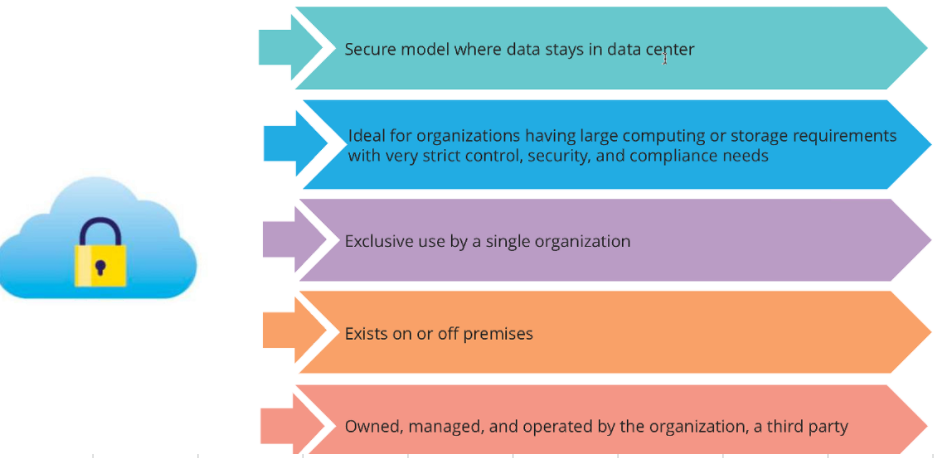 Secure model where data stays in data center
Ideal for organizations having large computing or storage requirements
with very strict control, security, and compliance needs
Exclusive use by a single organization
Exists on or off premises
Owned, managed, and operated by the organization, a third party